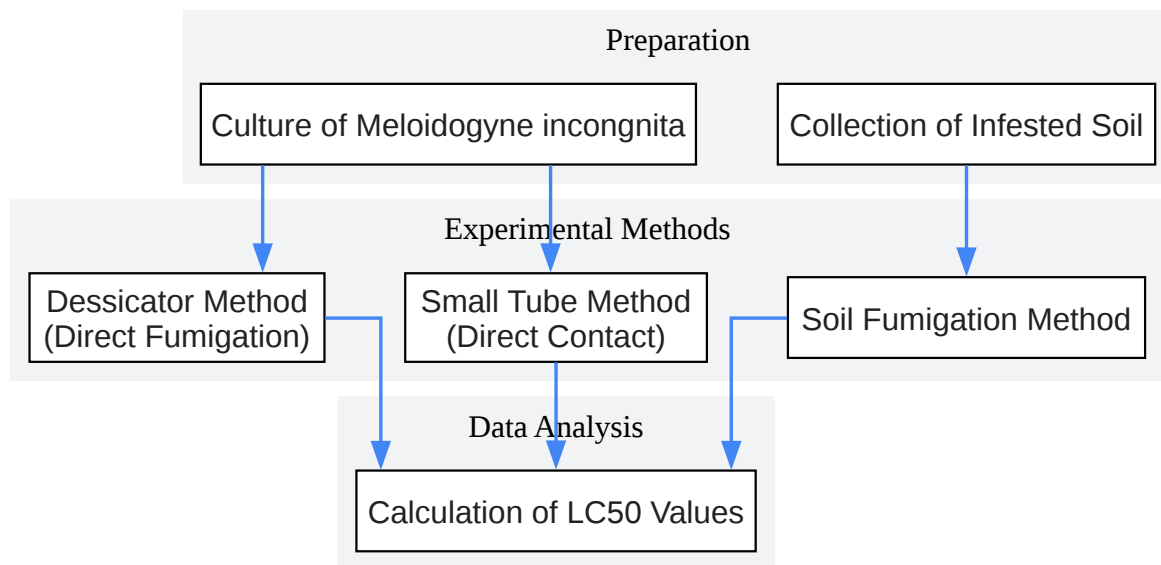 Preparation
Culture of Meloidogyne incongnita
Collection of Infested Soil
Experimental Methods
Dessicator Method
(Direct Fumigation)
Small Tube Method
(Direct Contact)
Soil Fumigation Method
Data Analysis
Calculation of LC50 Values